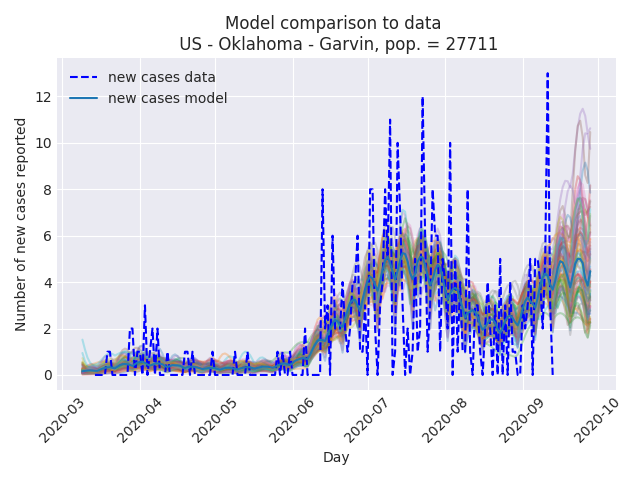 Model comparison to data
US - Oklahoma - Garvin, pop. = 27711
new cases data
new cases model
Number of new cases reported
12
10
8
6
4
2
0
2020-03
2020-04
2020-05
2020-06
2020-07
2020-08
2020-09
2020-10
Day